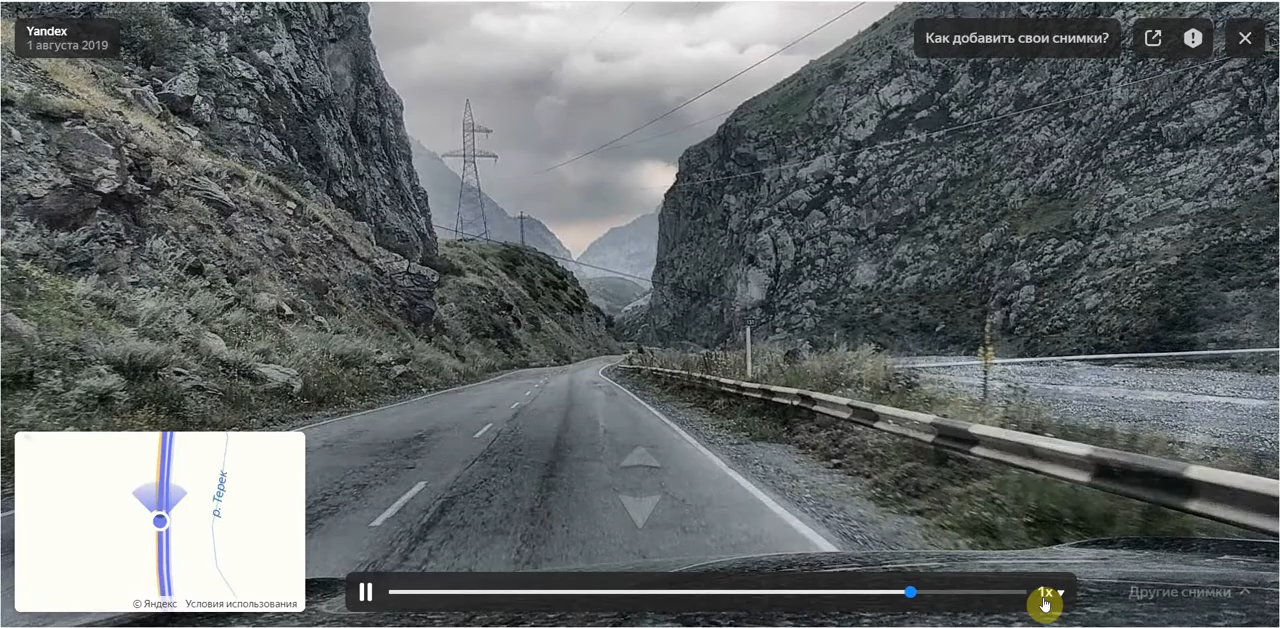 Yandex
1 августа 2019
Как добавить свои снимки?
р. Терек
© Яндекс Условия использования
1x
Другие снимки